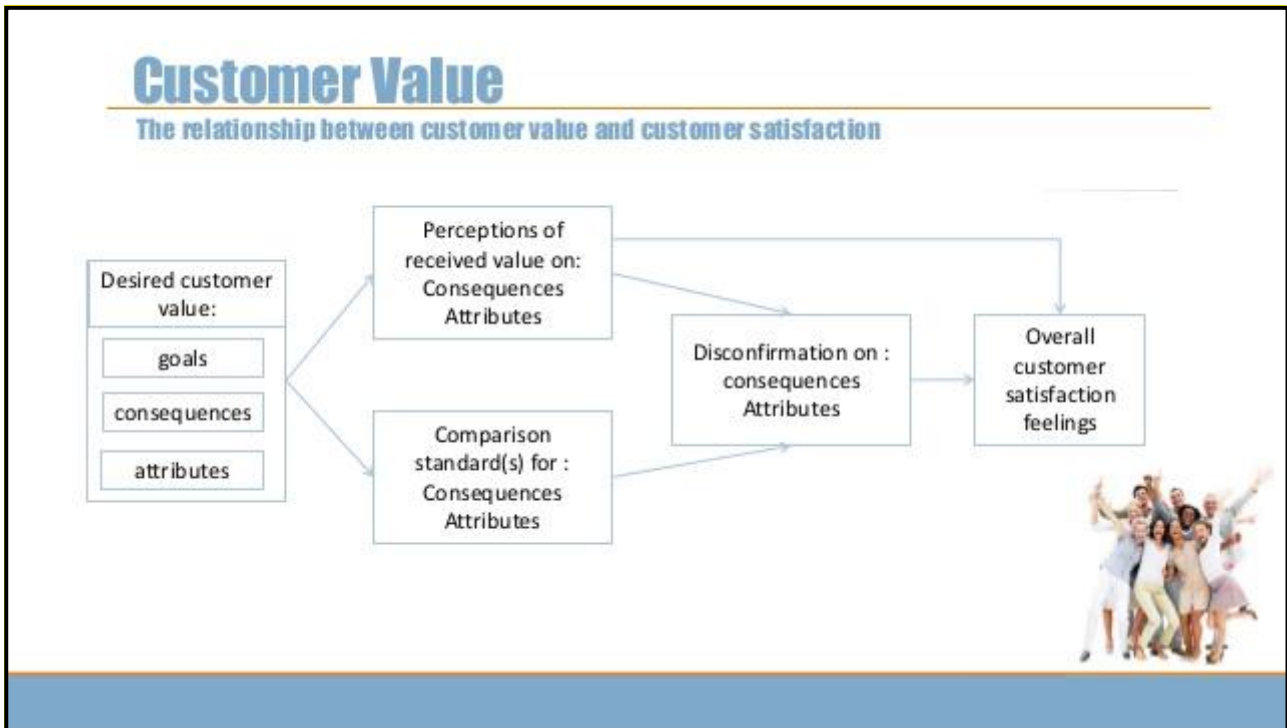 Customer Value
The relationship between customer value and customer satisfaction
Desired customer
value:
goals
consequences
attributes
Perceptions of
received value on:
Consequences
Attributes
Comparison
standard(s) for :
Consequences
Attributes
Disconfirmation on :
consequences
Attributes
Overall
customer
satisfaction
feelings